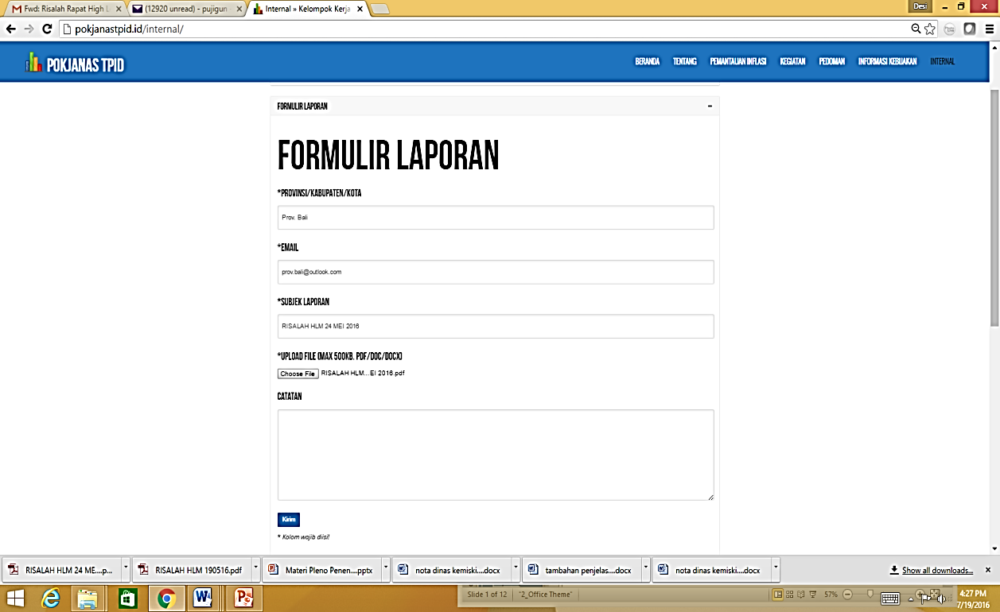 Fwd: Risalah Rapat High L
(12920 unread) - pujigun
Internal » Kelompok Kerja
Desi
pokjanastpid.id/internal/
POKJANAS TPID
BERANDA TENTANG PEMANTAUAN INFLASI KEGIATAN PEDOMAN INFORMASI KEBIJAKAN INTERNAL
FORMULIR LAPORAN
FORMULIR LAPORAN
*PROVINSI/KABUPATEN/KOTA
Prov. Bali
*EMAIL
prov.bali@outlook.com
*SUBJEK LAPORAN
RISALAH HLM 24 MEI 2016
*UPLOAD FILE (MAX 500KB. PDF/DOC/DOCX)
Choose File RISALAH HLM...EI 2016.pdf
CATATAN
Kirim
* Kolom wajib diisi!
RISALAH HLM 24 ME....p...
RISALAH HLM 190516.pdf
Materi Pleno Penen....pptx
nota dinas kemiski....docx
tambahan penjelas....docx
nota dinas kemiski....docx
Show all downloads...
Slide 1 of 12 "2_Office Theme" 57%
4:27 PM
7/19/2016